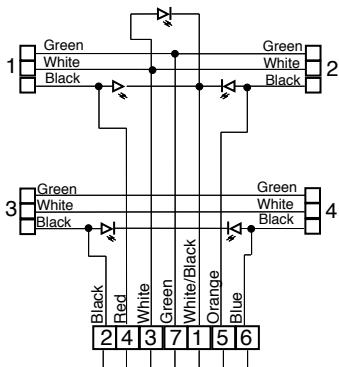 Green Green
1 White White 2
Black Black
Green Green
3 White White 4
Black Black
Black Red White Green White/Black Orange Blue
2 4 3 7 1 5 6